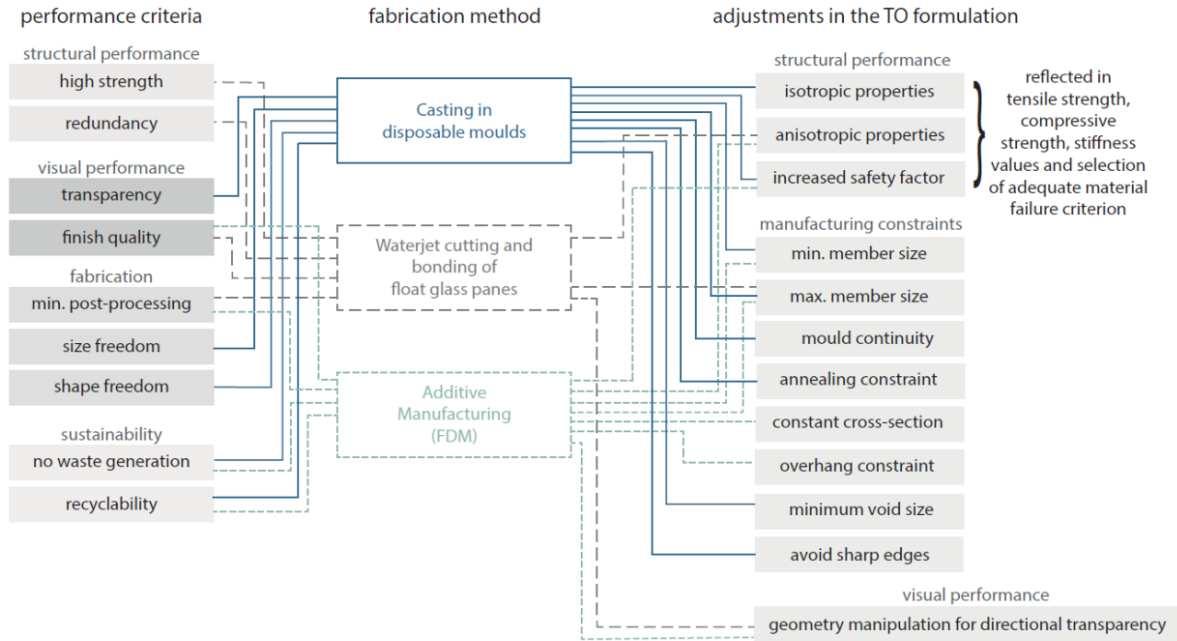 performance criteria
fabrication method
adjustments in the TO formulation
structural performance
high strength
redundancy
visual performance
transparency
finish quality
fabrication
min. post-processing
size freedom
shape freedom
sustainability
no waste generation
recyclability
Casting in
disposable moulds
Waterjet cutting and
bonding of
float glass panes
Additive
Manufacturing
(FDM)
structural performance
isotropic properties
anisotropic properties
increased safety factor
reflected in
tensile strength,
compressive
strength, stiffness
values and selection
of adequate material
failure criterion
manufacturing constraints
min. member size
max. member size
mould continuity
annealing constraint
constant cross-section
overhang constraint
minimum void size
avoid sharp edges
visual performance
geometry manipulation for directional transparency